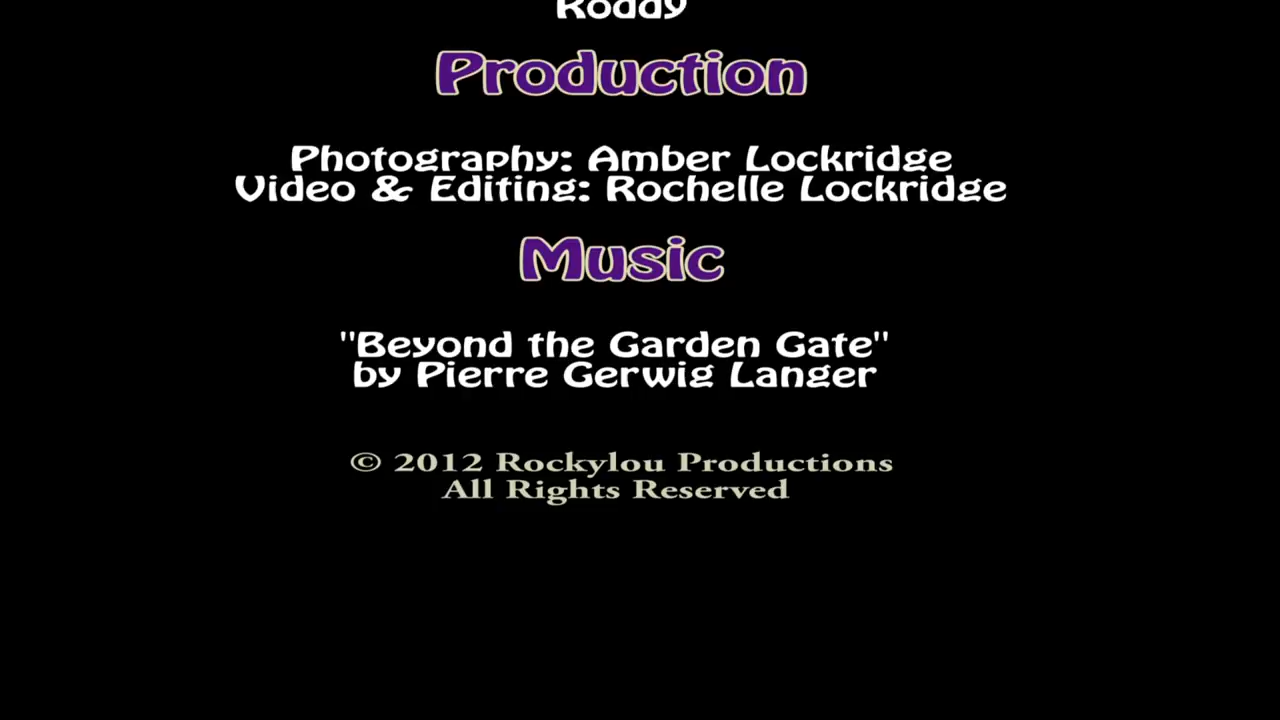 Roddy
Production
Photography: Amber Lockridge
Video & Editing: Rochelle Lockridge
Music
"Beyond the Garden Gate"
by Pierre Gerwig Langer
© 2012 Rockylou Productions
All Rights Reserved